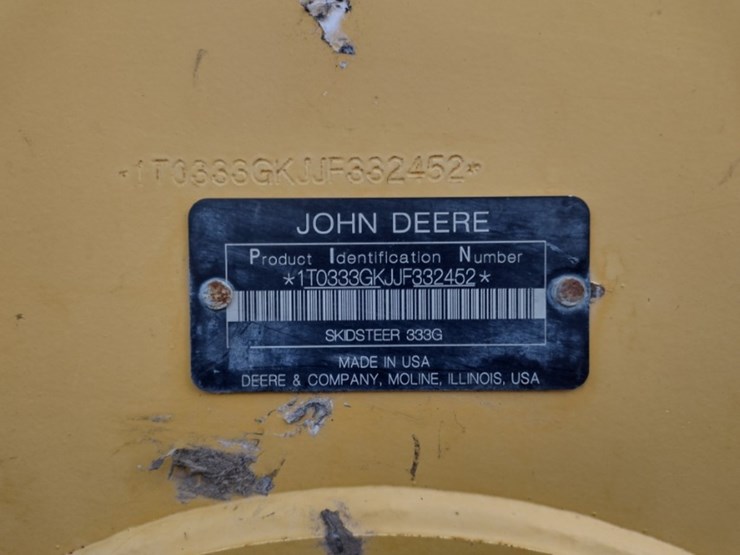 *1T0333GKJJF332452*
JOHN DEERE
Product Identification Number
*1T0333GKJJF332452*
SKIDSTEER 333G
MADE IN USA
DEERE & COMPANY, MOLINE, ILLINOIS, USA